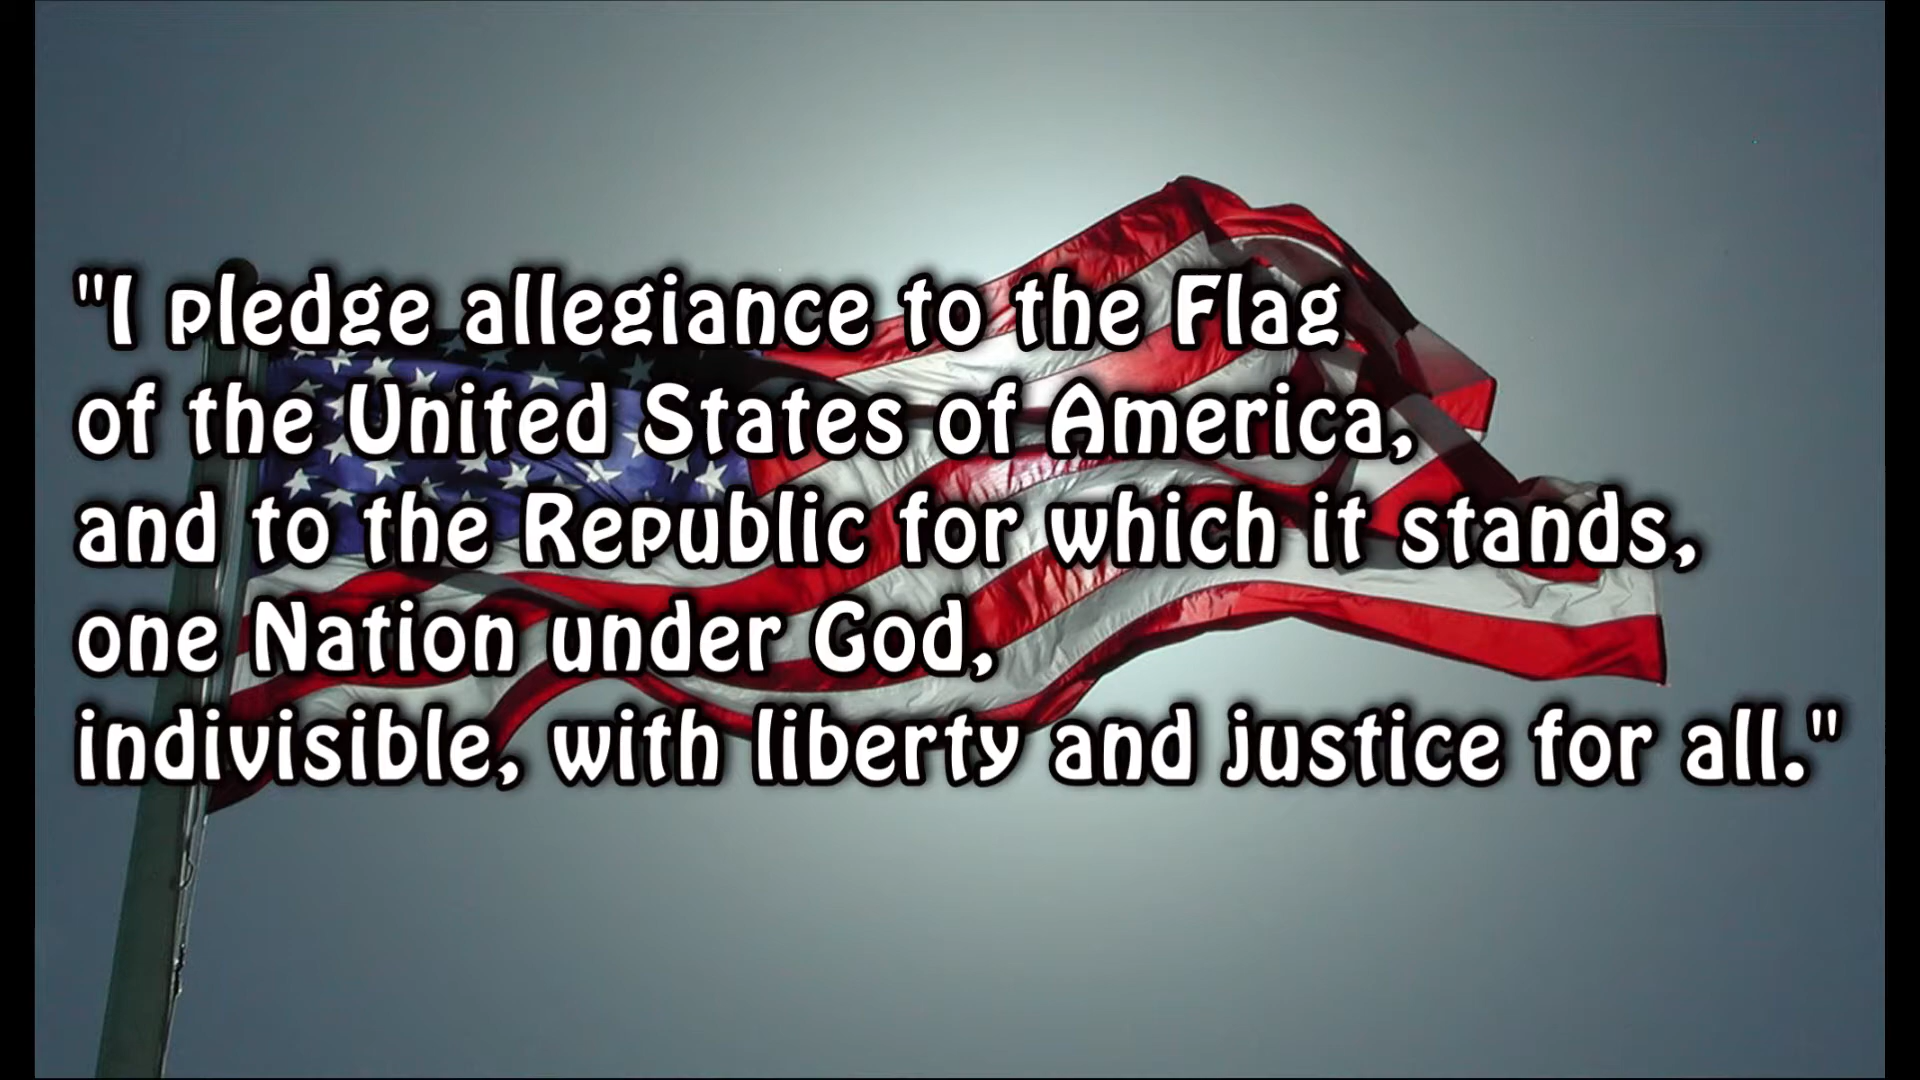 "I pledge allegiance to the Flag
of the United States of America,
and to the Republic for which it stands,
one Nation under God,
indivisible, with liberty and justice for all."